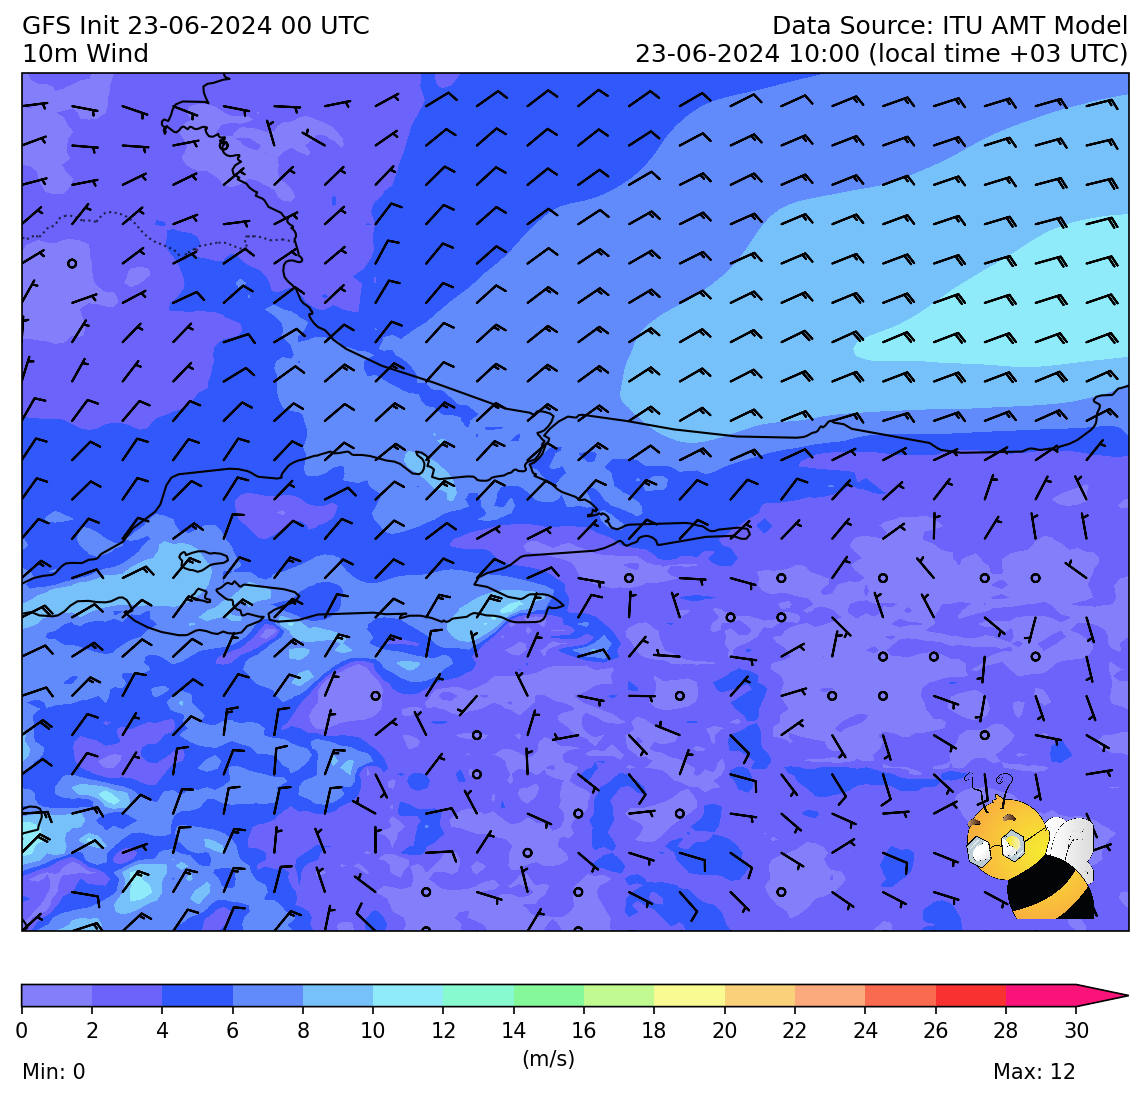 GFS Init 23-06-2024 00 UTC
Data Source: ITU AMT Model
10m Wind
23-06-2024 10:00 (local time +03 UTC)
0 2 4 6 8 10 12 14 16 18 20 22 24 26 28 30
(m/s)
Min: 0
Max: 12